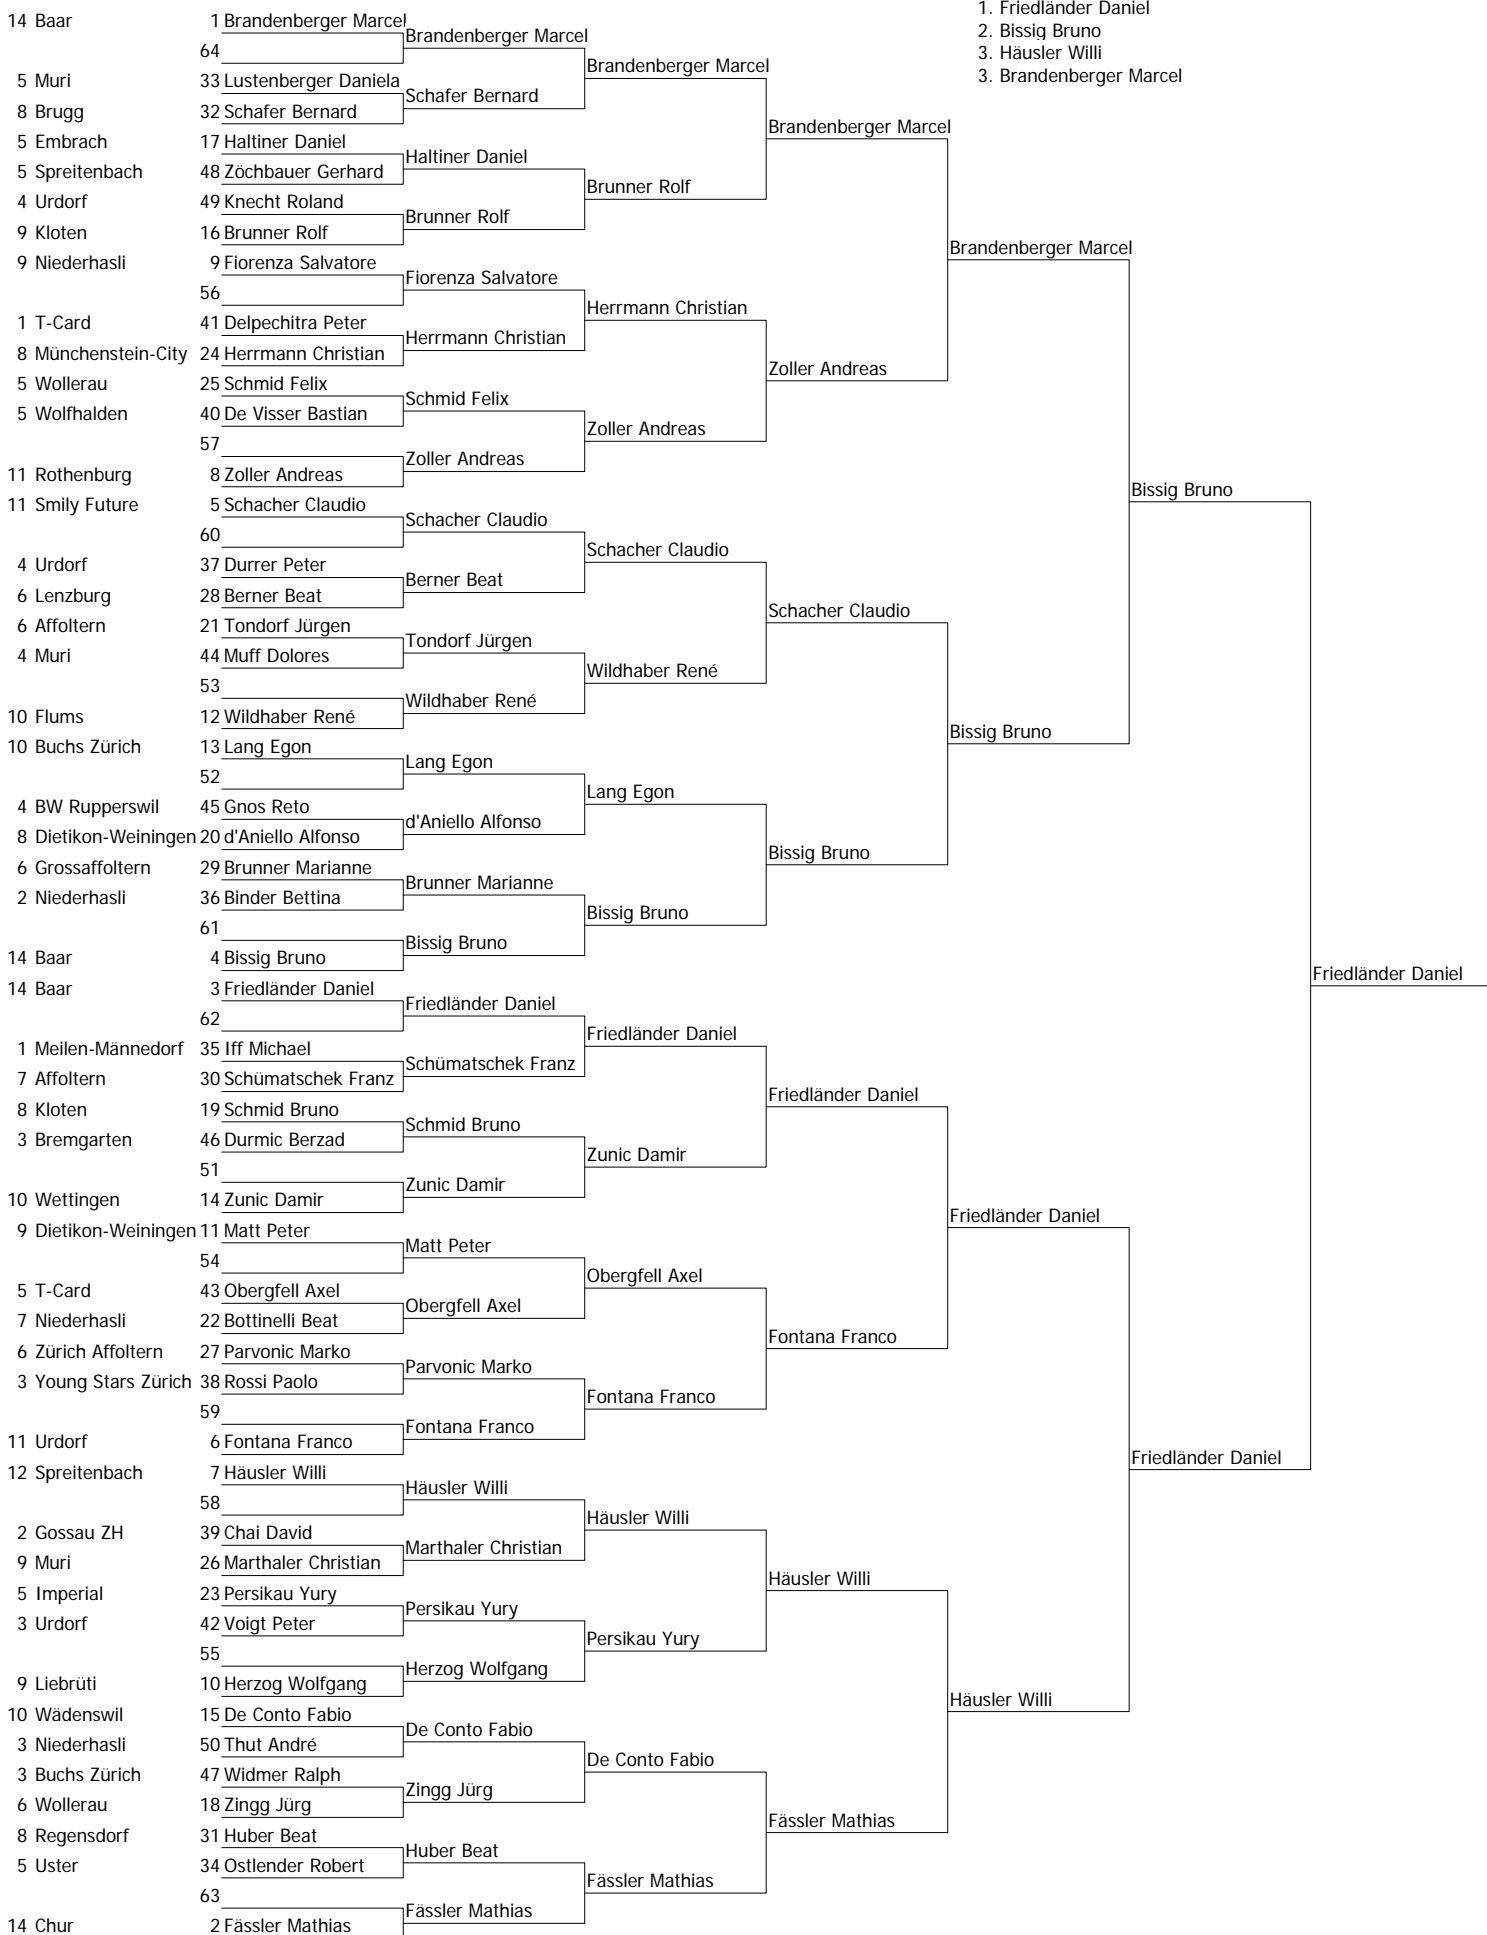 1. Friedländer Daniel
2. Bissig Bruno
3. Häusler Willi
3. Brandenberger Marcel
14 Baar 1 Brandenberger Marcel
Brandenberger Marcel
64
Brandenberger Marcel
5 Muri 33 Lustenberger Daniela
Schafer Bernard
8 Brugg 32 Schafer Bernard
Brandenberger Marcel
5 Embrach 17 Haltiner Daniel
Haltiner Daniel
5 Spreitenbach 48 Zöchbauer Gerhard
Brunner Rolf
4 Urdorf 49 Knecht Roland
Brunner Rolf
9 Kloten 16 Brunner Rolf
Brandenberger Marcel
9 Niederhasli 9 Fiorenza Salvatore
Fiorenza Salvatore
56
Herrmann Christian
1 T-Card 41 Delpechitra Peter
Herrmann Christian
8 Münchenstein-City 24 Herrmann Christian
Zoller Andreas
5 Wollerau 25 Schmid Felix
Schmid Felix
5 Wolfhalden 40 De Visser Bastian
Zoller Andreas
57
Zoller Andreas
11 Rothenburg 8 Zoller Andreas
Bissig Bruno
11 Smily Future 5 Schacher Claudio
Schacher Claudio
60
Schacher Claudio
4 Urdorf 37 Durrer Peter
Berner Beat
6 Lenzburg 28 Berner Beat
Schacher Claudio
6 Affoltern 21 Tondorf Jürgen
Tondorf Jürgen
4 Muri 44 Muff Dolores
Wildhaber René
53
Wildhaber René
10 Flums 12 Wildhaber René
Bissig Bruno
10 Buchs Zürich 13 Lang Egon
Lang Egon
52
Lang Egon
4 BW Rupperswil 45 Gnos Reto
d'Aniello Alfonso
8 Dietikon-Weiningen 20 d'Aniello Alfonso
Bissig Bruno
6 Grossaffoltern 29 Brunner Marianne
Brunner Marianne
2 Niederhasli 36 Binder Bettina
Bissig Bruno
61
Bissig Bruno
14 Baar 4 Bissig Bruno
Friedländer Daniel
14 Baar 3 Friedländer Daniel
Friedländer Daniel
62
Friedländer Daniel
1 Meilen-Männedorf 35 Iff Michael
Schümatschek Franz
7 Affoltern 30 Schümatschek Franz
Friedländer Daniel
8 Kloten 19 Schmid Bruno
Schmid Bruno
3 Bremgarten 46 Durmic Berzad
Zunic Damir
51
Zunic Damir
10 Wettingen 14 Zunic Damir
Friedländer Daniel
9 Dietikon-Weiningen 11 Matt Peter
Matt Peter
54
Obergfell Axel
5 T-Card 43 Obergfell Axel
Obergfell Axel
7 Niederhasli 22 Bottinelli Beat
Fontana Franco
6 Zürich Affoltern 27 Parvonic Marko
Parvonic Marko
3 Young Stars Zürich 38 Rossi Paolo
Fontana Franco
59
Fontana Franco
11 Urdorf 6 Fontana Franco
Friedländer Daniel
12 Spreitenbach 7 Häusler Willi
Häusler Willi
58
Häusler Willi
2 Gossau ZH 39 Chai David
Marthaler Christian
9 Muri 26 Marthaler Christian
Häusler Willi
5 Imperial 23 Persikau Yury
Persikau Yury
3 Urdorf 42 Voigt Peter
Persikau Yury
55
Herzog Wolfgang
9 Liebrüti 10 Herzog Wolfgang
Häusler Willi
10 Wädenswil 15 De Conto Fabio
De Conto Fabio
3 Niederhasli 50 Thut André
De Conto Fabio
3 Buchs Zürich 47 Widmer Ralph
Zingg Jürg
6 Wollerau 18 Zingg Jürg
Fässler Mathias
8 Regensdorf 31 Huber Beat
Huber Beat
5 Uster 34 Ostlender Robert
Fässler Mathias
63
Fässler Mathias
14 Chur 2 Fässler Mathias